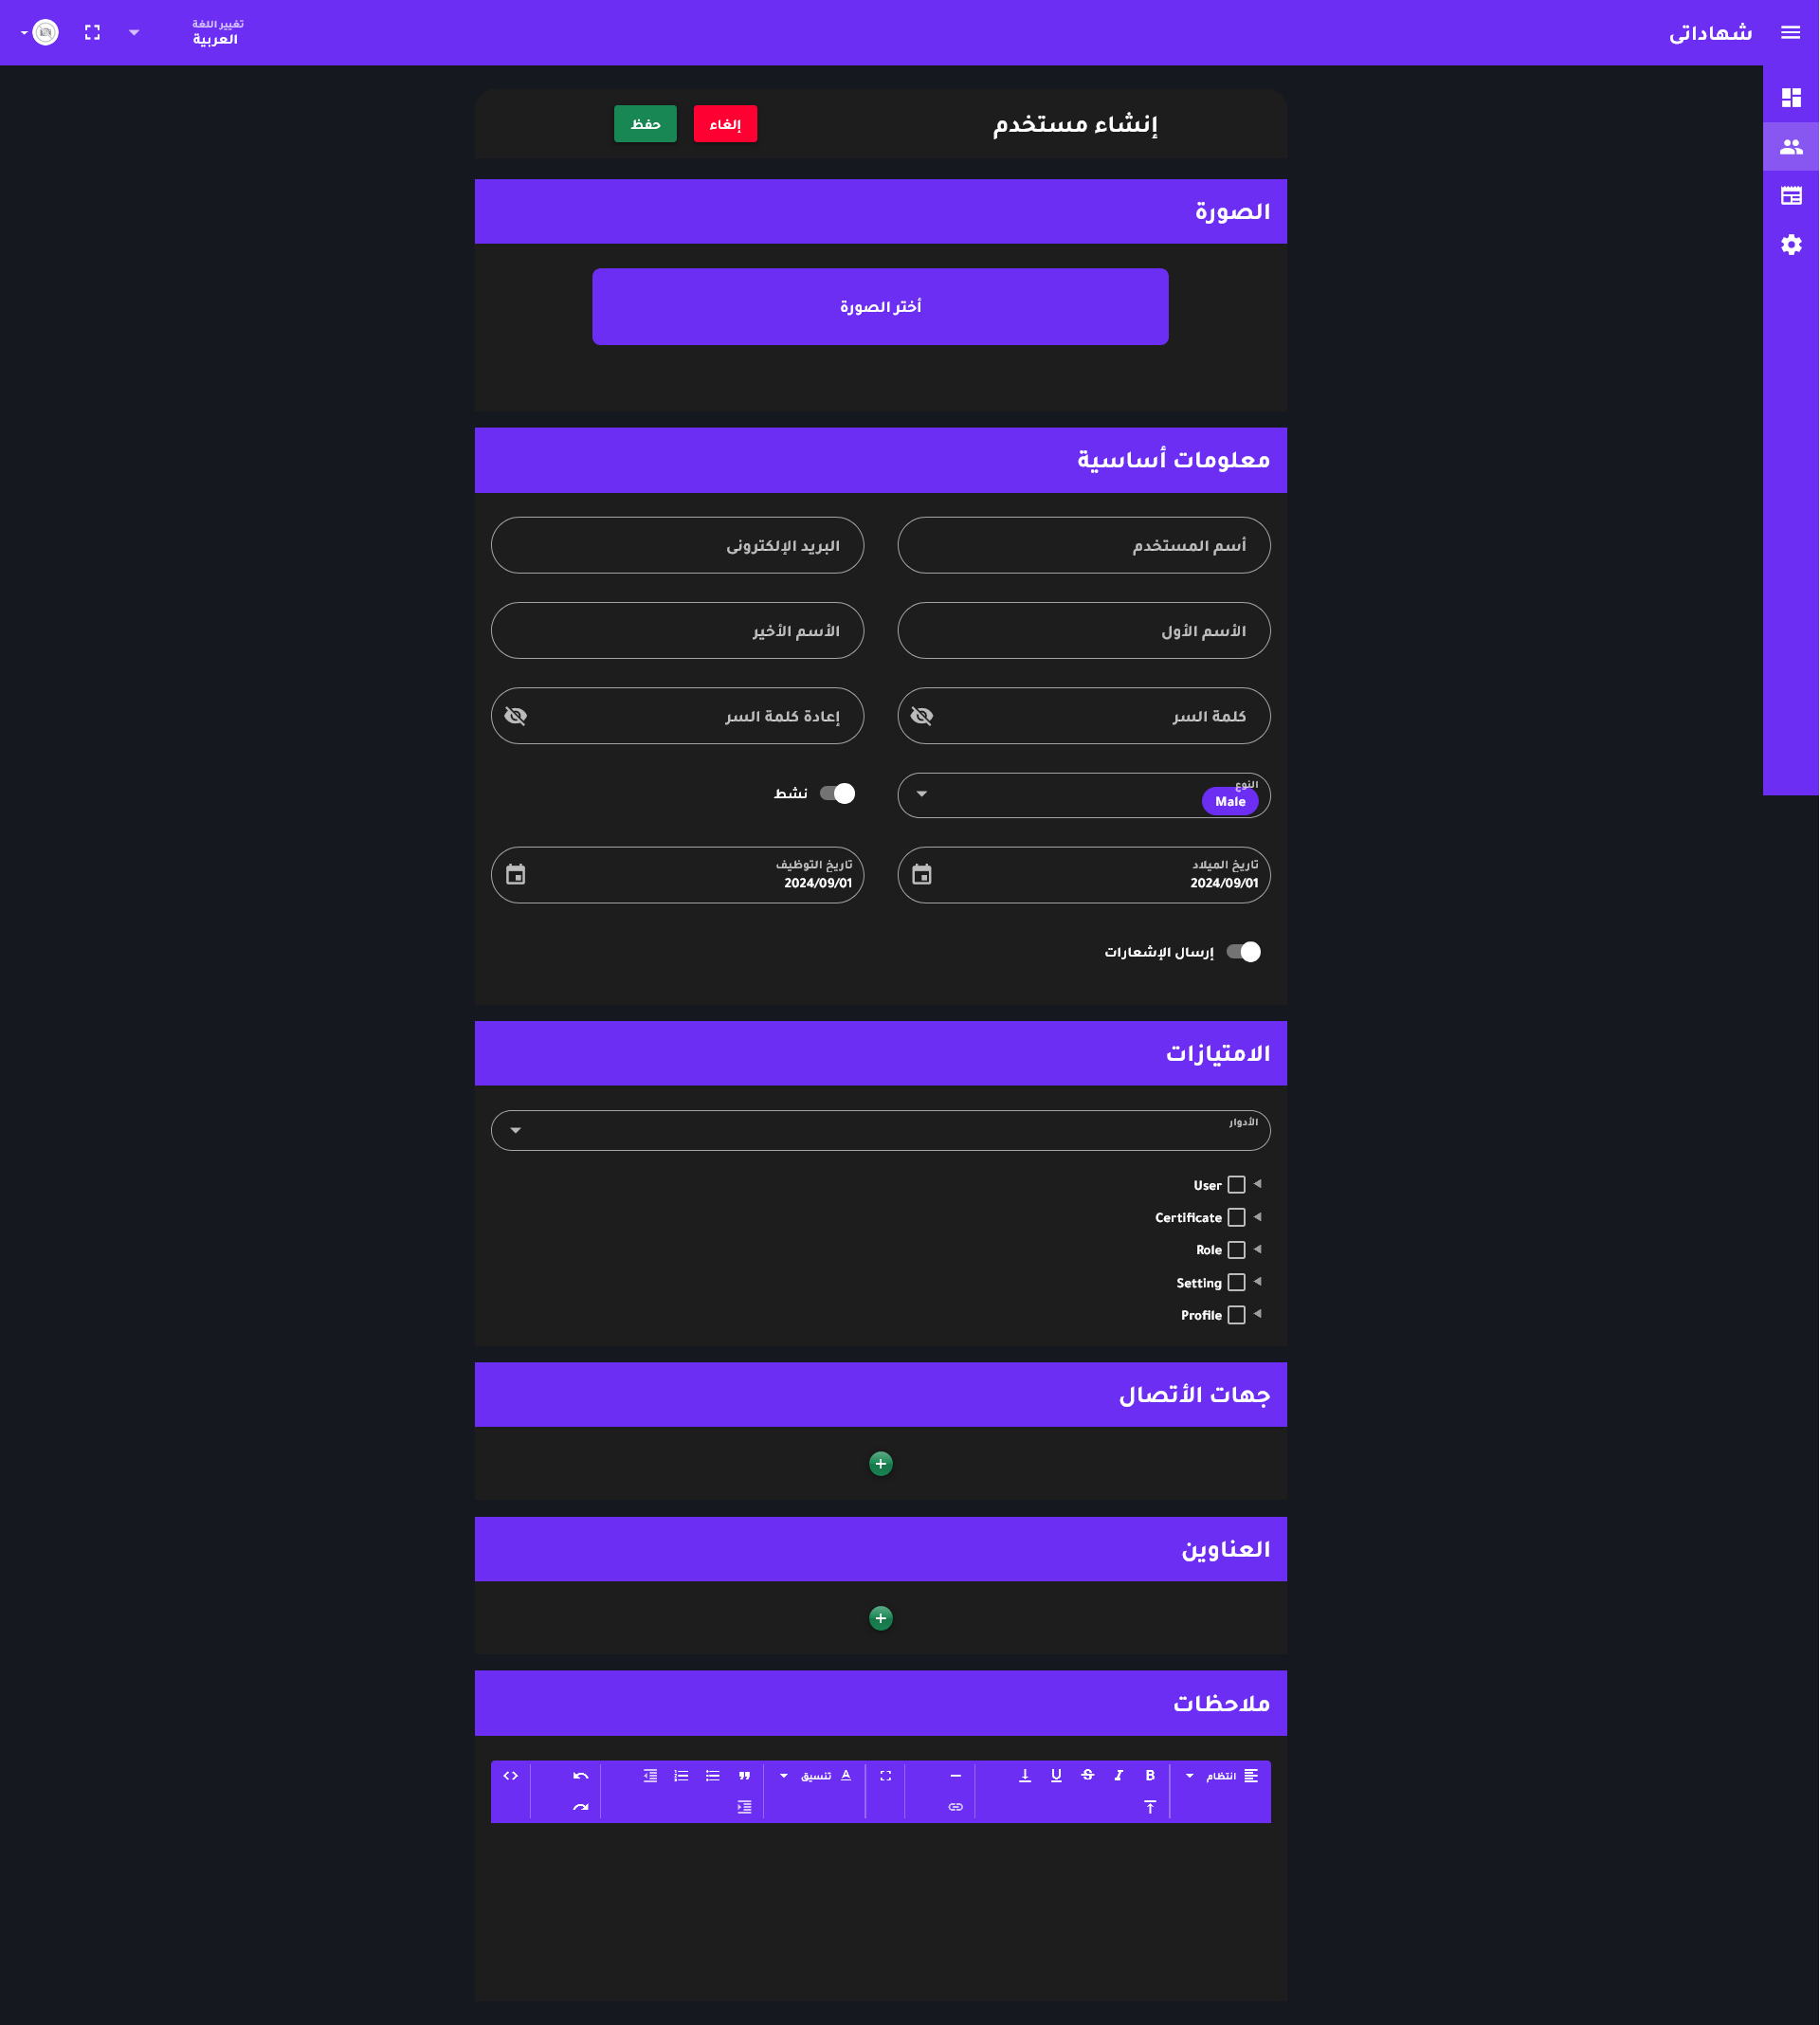 شهاداتى
تغيير اللغة
العربية
إنشاء مستخدم
إلغاء
حفظ
الصورة
أختر الصورة
معلومات أساسية
أسم المستخدم
البريد الإلكترونى
الأسم الأول
الأسم الأخير
كلمة السر
إعادة كلمة السر
النوع
Male
نشط
تاريخ الميلاد
2024/09/01
تاريخ التوظيف
2024/09/01
إرسال الإشعارات
الامتيازات
الأدوار
User
Certificate
Role
Setting
Profile
جهات الأتصال
العناوين
ملاحظات
انتظام
تنسيق